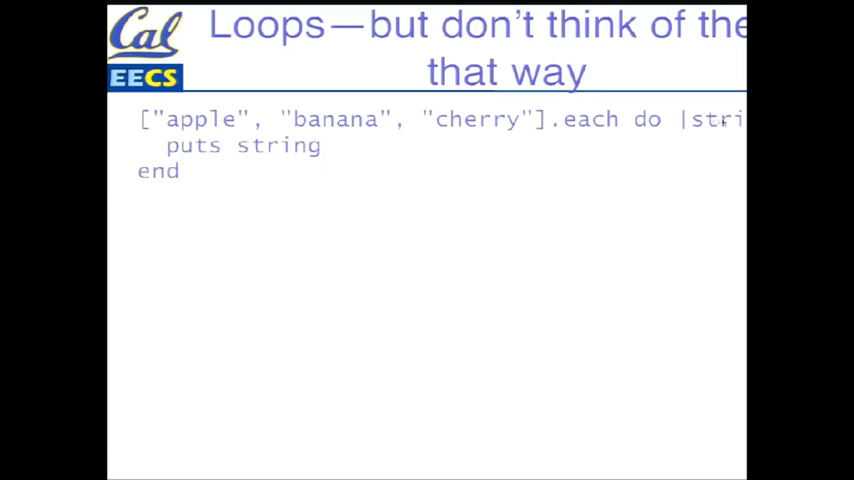 Cal
EECS
Loops—but don't think of the
that way
["apple", "banana", "cherry"].each do |stri
puts string
end